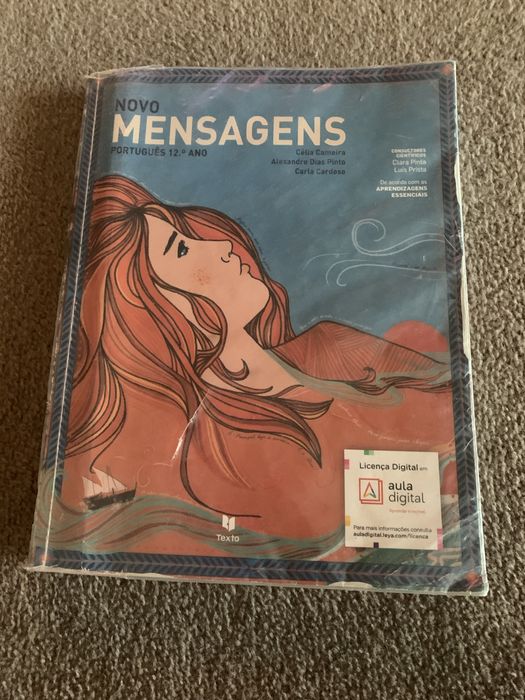 NOVO
MENSAGENS
PORTUGUÊS 12.º ANO
Célia Cameira
Alexandre Dias Pinto
Carla Cardoso
CONSULTORES
CIENTÍFICOS
Clara Pinto
Luís Prista
De acordo com as
APRENDIZAGENS
ESSENCIAIS
Licença Digital em
aula
digital
Para mais informações consulta
auladigital.leya.com/licenca
Texto